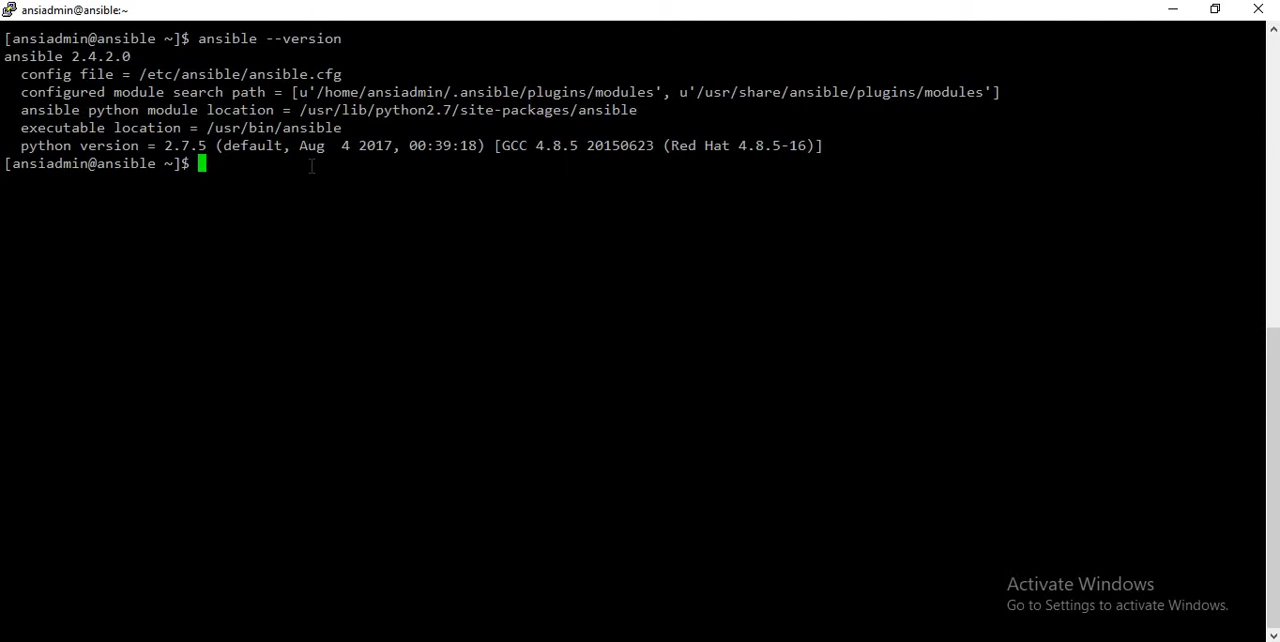 ansiadmin@ansible:~
[ansiadmin@ansible ~]$ ansible --version
ansible 2.4.2.0
  config file = /etc/ansible/ansible.cfg
  configured module search path = [u'/home/ansiadmin/.ansible/plugins/modules', u'/usr/share/ansible/plugins/modules']
  ansible python module location = /usr/lib/python2.7/site-packages/ansible
  executable location = /usr/bin/ansible
  python version = 2.7.5 (default, Aug  4 2017, 00:39:18) [GCC 4.8.5 20150623 (Red Hat 4.8.5-16)]
[ansiadmin@ansible ~]$
Activate Windows
Go to Settings to activate Windows.